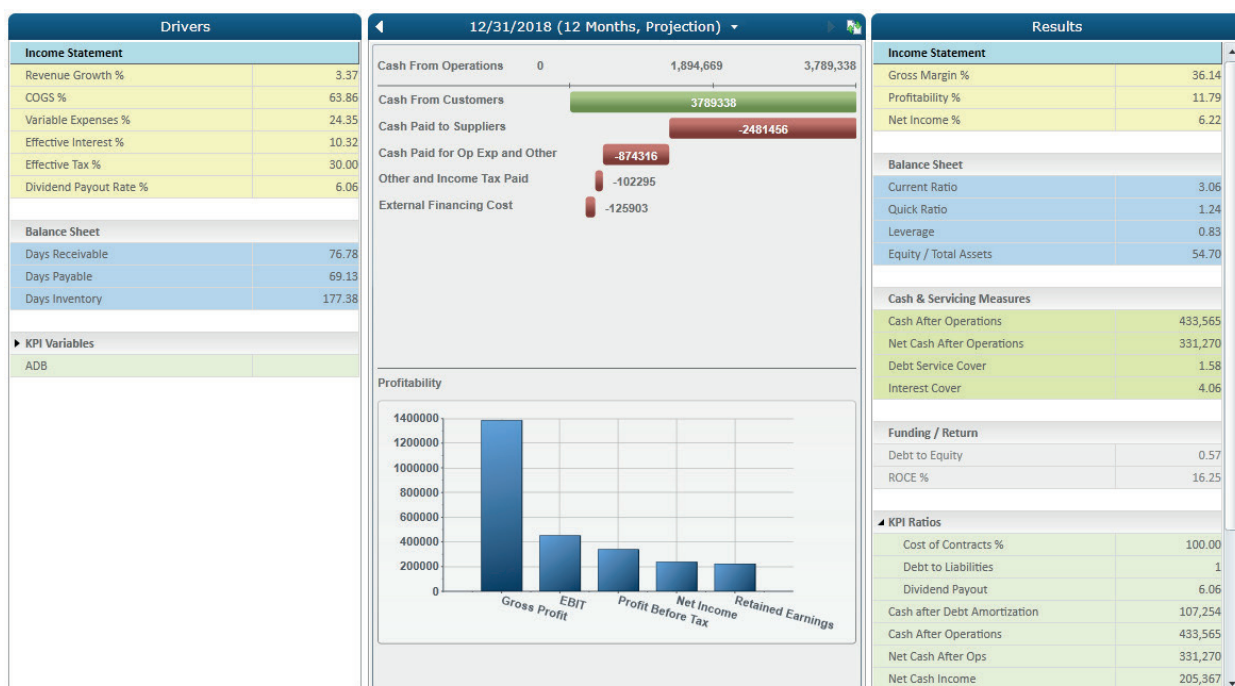 Drivers
Income Statement
Revenue Growth % 3.37
COGS % 63.86
Variable Expenses % 24.35
Effective Interest % 10.32
Effective Tax % 30.00
Dividend Payout Rate % 6.06
Balance Sheet
Days Receivable 76.78
Days Payable 69.13
Days Inventory 177.38
KPI Variables
ADB
12/31/2018 (12 Months, Projection)
Cash From Operations 0 1,894,669 3,789,338
Cash From Customers 3789338
Cash Paid to Suppliers -2481456
Cash Paid for Op Exp and Other -874316
Other and Income Tax Paid -102295
External Financing Cost -125903
Profitability
1400000
1200000
1000000
800000
600000
400000
200000
0
Gross Profit EBIT Profit Before Tax Net Income Retained Earnings
Results
Income Statement
Gross Margin % 36.14
Profitability % 11.79
Net Income % 6.22
Balance Sheet
Current Ratio 3.06
Quick Ratio 1.24
Leverage 0.83
Equity / Total Assets 54.70
Cash & Servicing Measures
Cash After Operations 433,565
Net Cash After Operations 331,270
Debt Service Cover 1.58
Interest Cover 4.06
Funding / Return
Debt to Equity 0.57
ROCE % 16.25
KPI Ratios
Cost of Contracts % 100.00
Debt to Liabilities 1
Dividend Payout 6.06
Cash after Debt Amortization 107,254
Cash After Operations 433,565
Net Cash After Ops 331,270
Net Cash Income 205,367